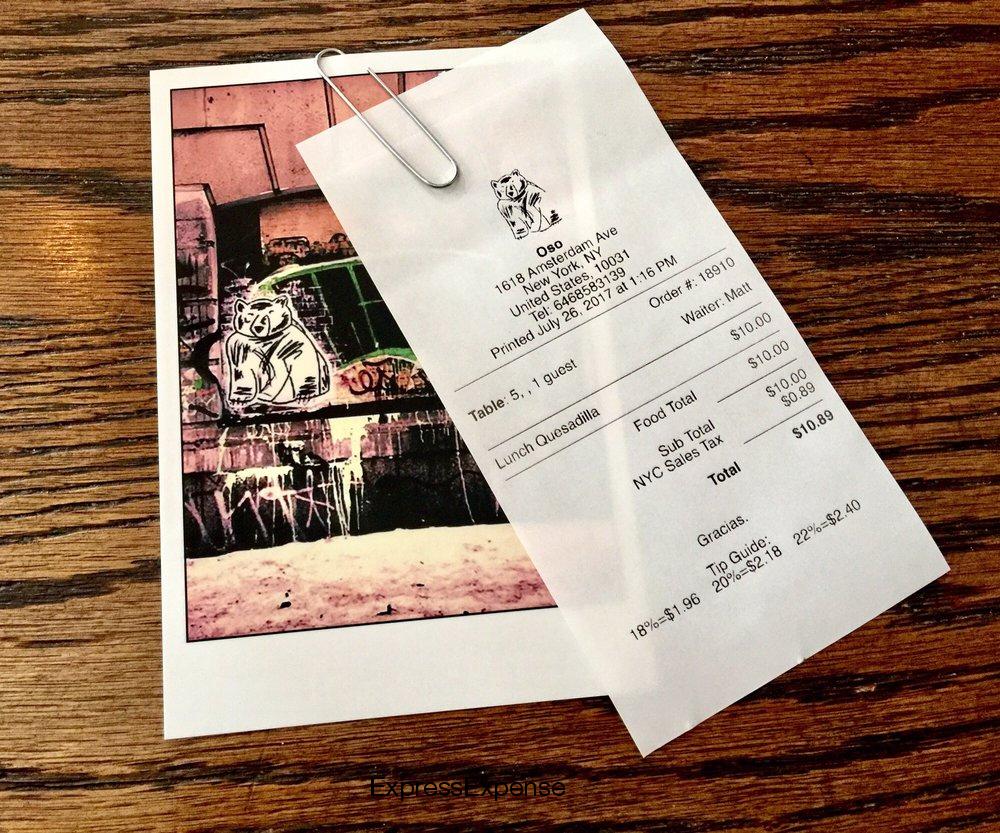 Oso
1618 Amsterdam Ave
New York, NY
United States, 10031
Tel: 6468583139
Printed July 26, 2017 at 1:16 PM
Order #: 18910
Table: 5, , 1 guest Waiter: Matt
Lunch Quesadilla $10.00
Food Total $10.00
Sub Total $10.00
NYC Sales Tax $0.89
Total $10.89
Gracias.
Tip Guide:
18%=$1.96 20%=$2.18 22%=$2.40
ExpressExpense